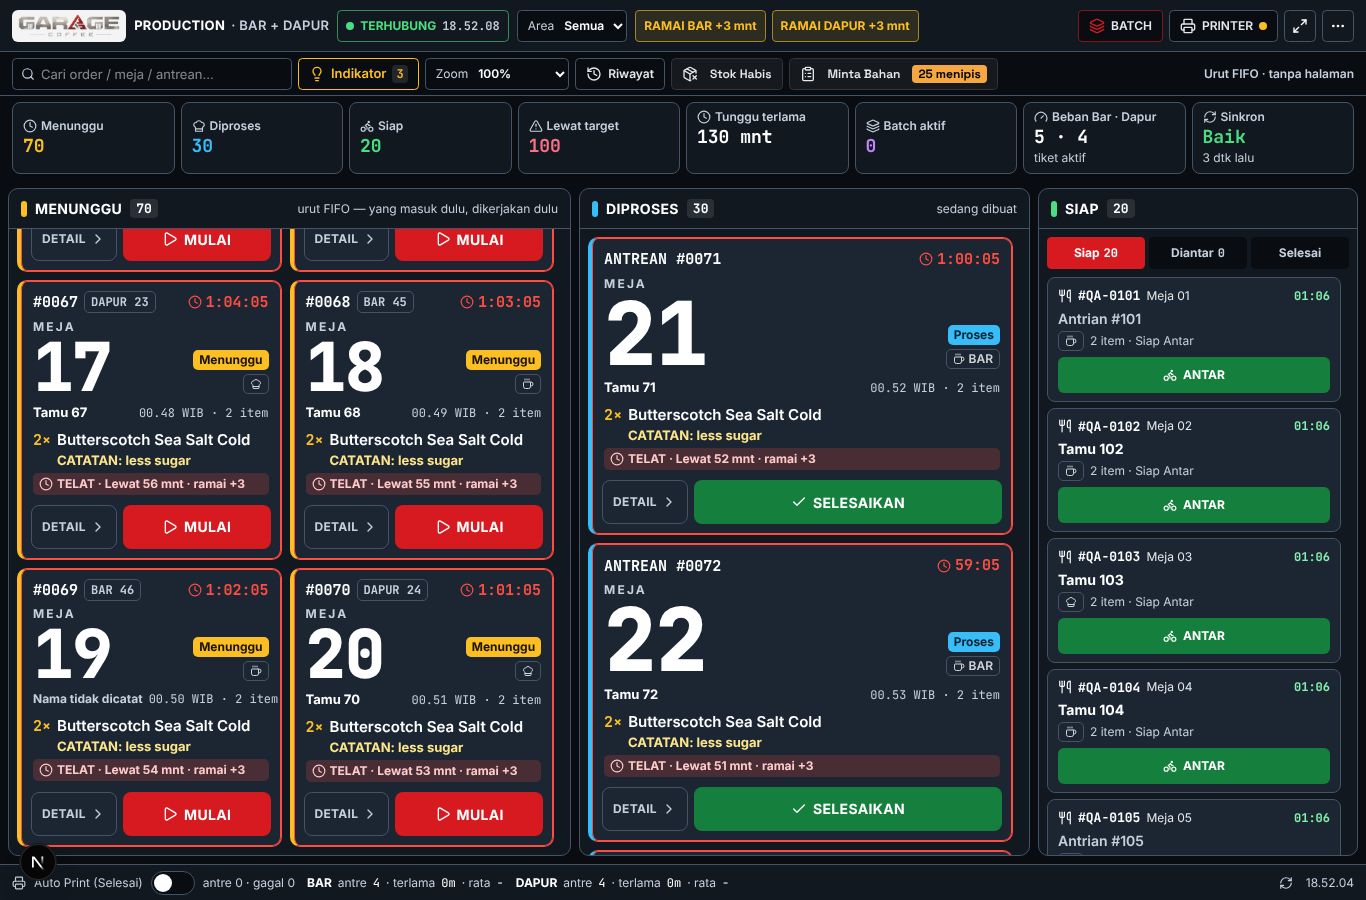 GARAGE
COFFEE
PRODUCTION · BAR + DAPUR
TERHUBUNG 18.52.08
Area Semua
RAMAI BAR +3 mnt
RAMAI DAPUR +3 mnt
BATCH
PRINTER
Cari order / meja / antrean...
Indikator 3
Zoom 100%
Riwayat
Stok Habis
Minta Bahan 25 menipis
Urut FIFO · tanpa halaman
Menunggu
70
Diproses
30
Siap
20
Lewat target
100
Tunggu terlama
130 mnt
Batch aktif
0
Beban Bar · Dapur
5 · 4
tiket aktif
Sinkron
Baik
3 dtk lalu
MENUNGGU 70
urut FIFO — yang masuk dulu, dikerjakan dulu
DETAIL
MULAI
DETAIL
MULAI
#0067 DAPUR 23 1:04:05
MEJA
17
Menunggu
Tamu 67 00.48 WIB · 2 item
2× Butterscotch Sea Salt Cold
CATATAN: less sugar
TELAT · Lewat 56 mnt · ramai +3
DETAIL
MULAI
#0068 BAR 45 1:03:05
MEJA
18
Menunggu
Tamu 68 00.49 WIB · 2 item
2× Butterscotch Sea Salt Cold
CATATAN: less sugar
TELAT · Lewat 55 mnt · ramai +3
DETAIL
MULAI
#0069 BAR 46 1:02:05
MEJA
19
Menunggu
Nama tidak dicatat 00.50 WIB · 2 item
2× Butterscotch Sea Salt Cold
CATATAN: less sugar
TELAT · Lewat 54 mnt · ramai +3
DETAIL
MULAI
#0070 DAPUR 24 1:01:05
MEJA
20
Menunggu
Tamu 70 00.51 WIB · 2 item
2× Butterscotch Sea Salt Cold
CATATAN: less sugar
TELAT · Lewat 53 mnt · ramai +3
DETAIL
MULAI
DIPROSES 30
sedang dibuat
ANTREAN #0071 1:00:05
MEJA
21
Proses
BAR
Tamu 71 00.52 WIB · 2 item
2× Butterscotch Sea Salt Cold
CATATAN: less sugar
TELAT · Lewat 52 mnt · ramai +3
DETAIL
SELESAIKAN
ANTREAN #0072 59:05
MEJA
22
Proses
BAR
Tamu 72 00.53 WIB · 2 item
2× Butterscotch Sea Salt Cold
CATATAN: less sugar
TELAT · Lewat 51 mnt · ramai +3
DETAIL
SELESAIKAN
SIAP 20
Siap 20
Diantar 0
Selesai
#QA-0101 Meja 01 01:06
Antrian #101
2 item · Siap Antar
ANTAR
#QA-0102 Meja 02 01:06
Tamu 102
2 item · Siap Antar
ANTAR
#QA-0103 Meja 03 01:06
Tamu 103
2 item · Siap Antar
ANTAR
#QA-0104 Meja 04 01:06
Tamu 104
2 item · Siap Antar
ANTAR
#QA-0105 Meja 05 01:06
Antrian #105
N
Auto Print (Selesai)
antre 0 · gagal 0
BAR antre 4 · terlama 0m · rata -
DAPUR antre 4 · terlama 0m · rata -
18.52.04